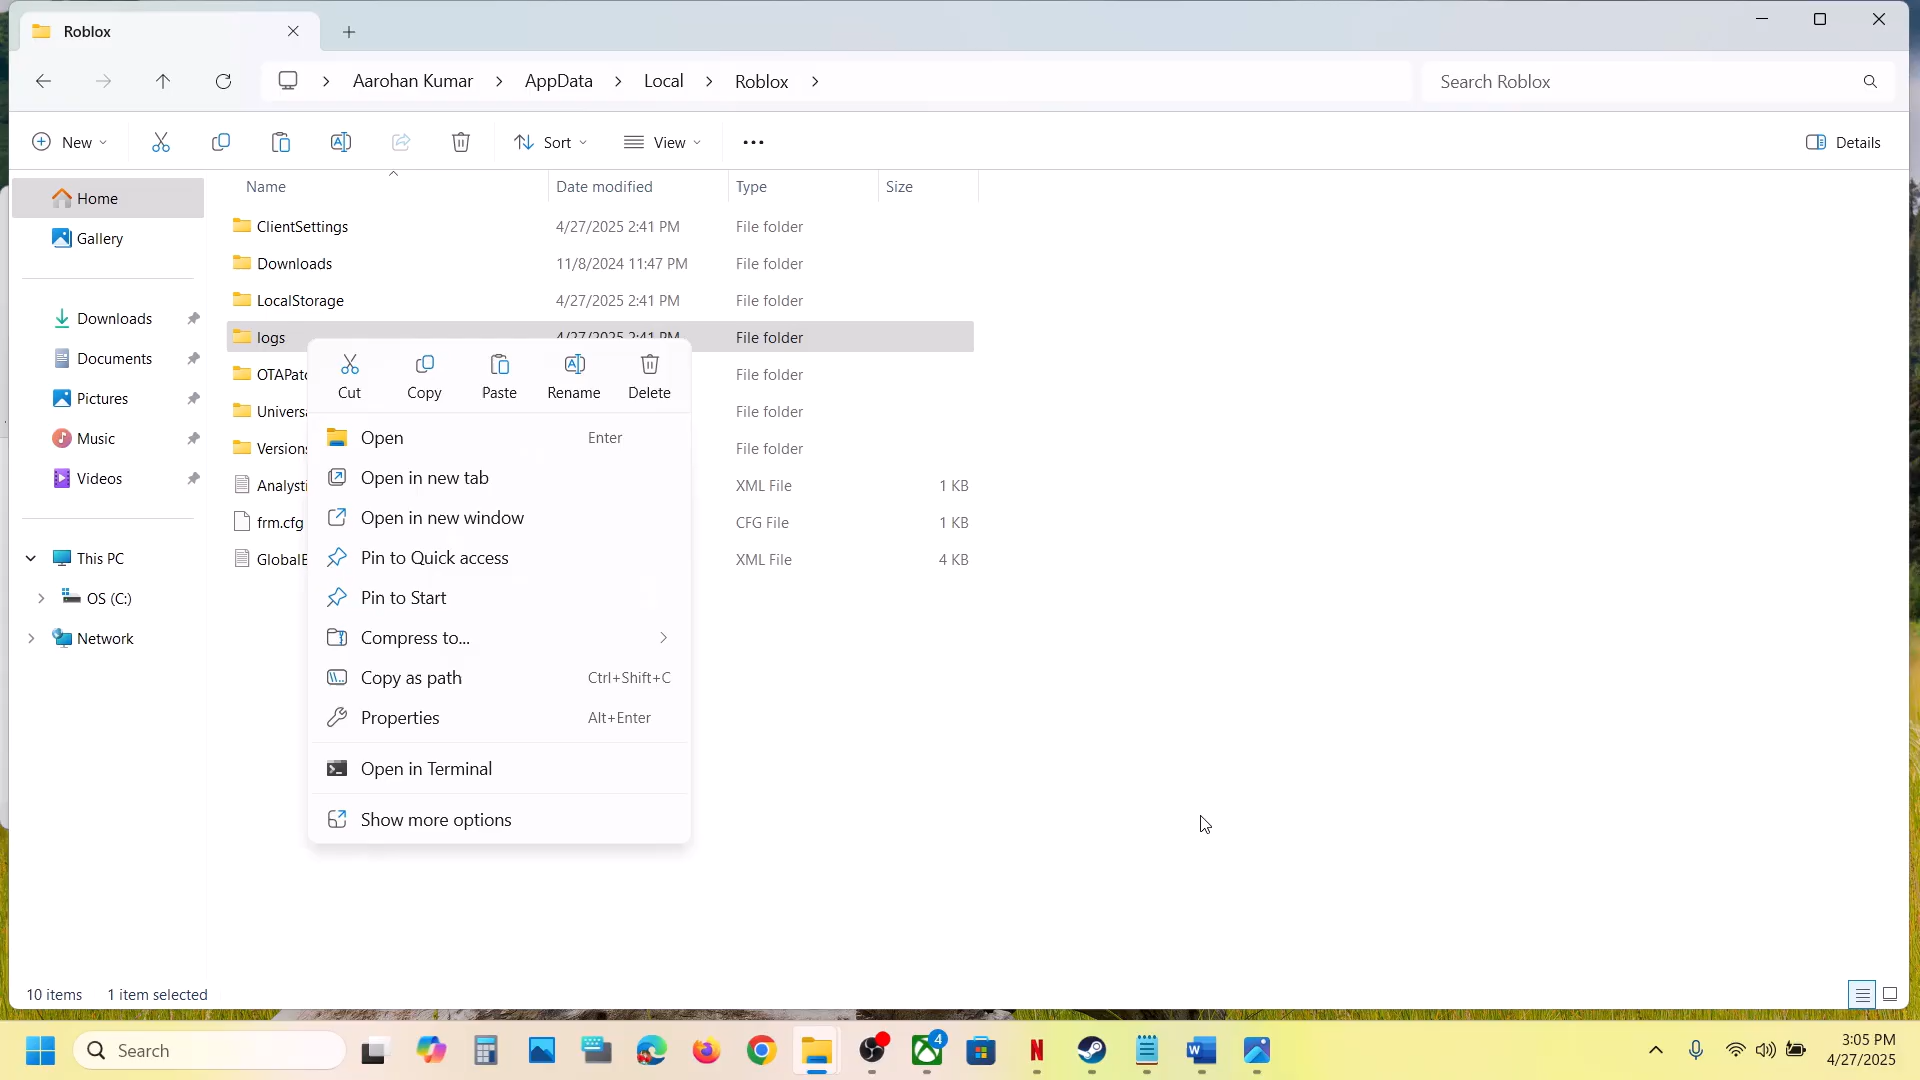 Roblox
Aarohan Kumar
AppData
Local
Roblox
Search Roblox
New
Sort
View
Details
Name
Date modified
Type
Size
Home
Gallery
Downloads
Documents
Pictures
Music
Videos
This PC
OS (C:)
Network
ClientSettings 4/27/2025 2:41 PM File folder
Downloads 11/8/2024 11:47 PM File folder
LocalStorage 4/27/2025 2:41 PM File folder
logs 4/27/2025 2:41 PM File folder
OTAPat File folder
Univers File folder
Versions File folder
Analysti XML File 1 KB
frm.cfg CFG File 1 KB
GlobalB XML File 4 KB
Cut
Copy
Paste
Rename
Delete
Open Enter
Open in new tab
Open in new window
Pin to Quick access
Pin to Start
Compress to...
Copy as path Ctrl+Shift+C
Properties Alt+Enter
Open in Terminal
Show more options
10 items 1 item selected
Search
4
3:05 PM
4/27/2025